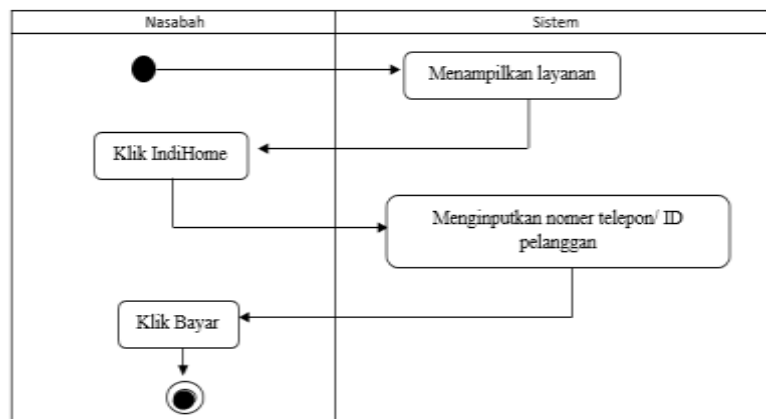 Nasabah
Sistem
Menampilkan layanan
Klik IndiHome
Menginputkan nomer telepon/ ID
pelanggan
Klik Bayar